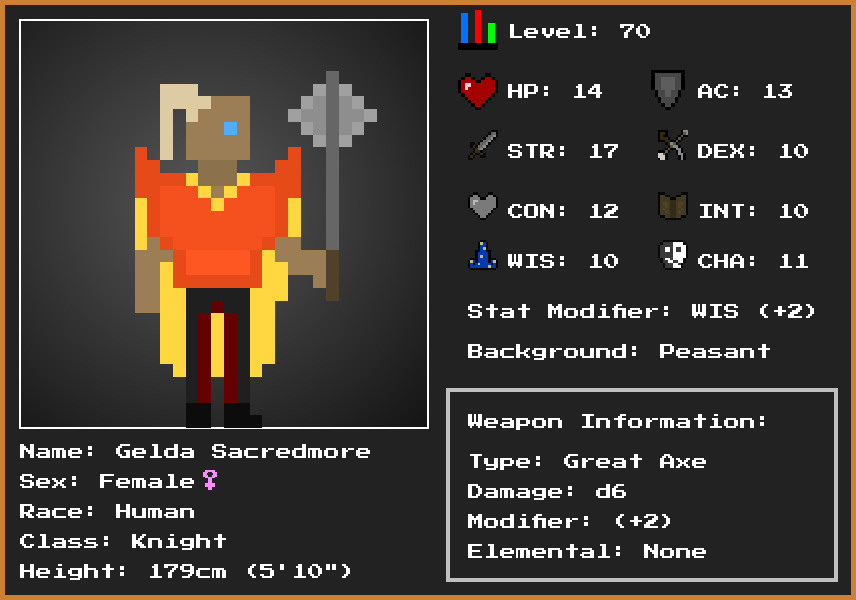 Level: 70
HP: 14
AC: 13
STR: 17
DEX: 10
CON: 12
INT: 10
WIS: 10
CHA: 11
Stat Modifier: WIS (+2)
Background: Peasant
Name: Gelda Sacredmore
Sex: Female♀
Race: Human
Class: Knight
Height: 179cm (5'10")
Weapon Information:
Type: Great Axe
Damage: d6
Modifier: (+2)
Elemental: None